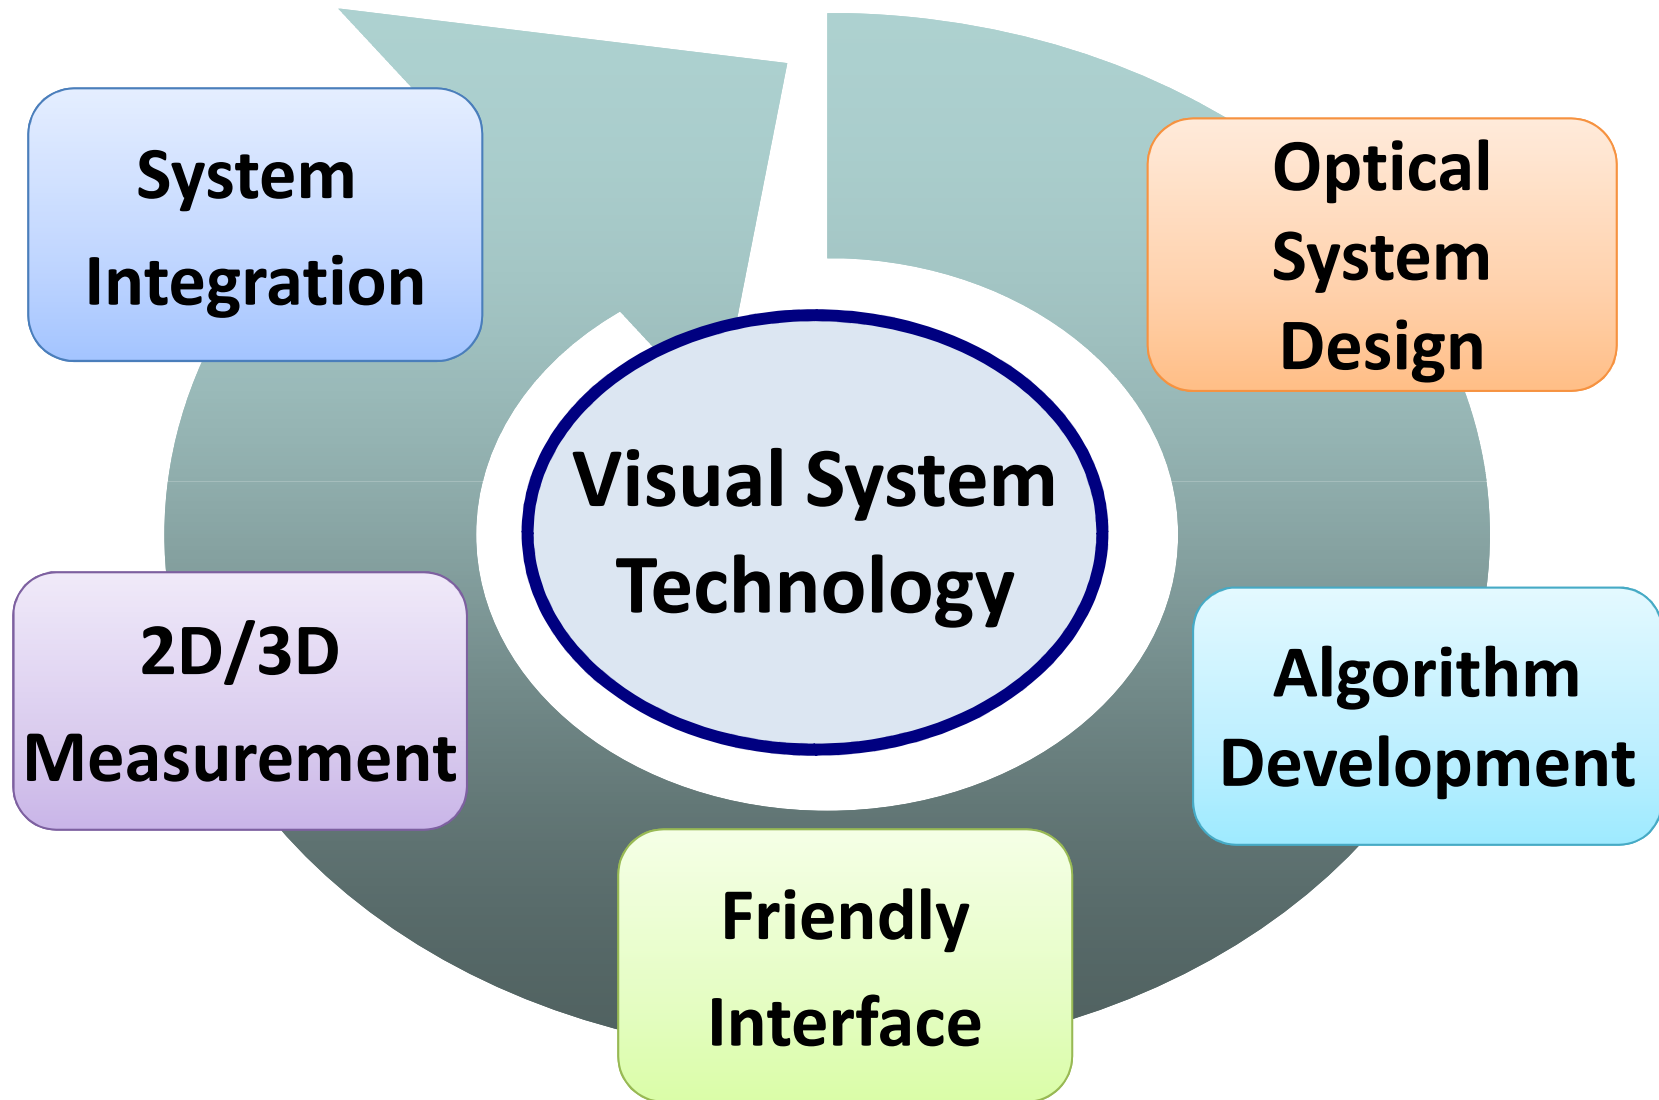 System
Integration
Optical
System
Design
Visual System
Technology
2D/3D
Measurement
Algorithm
Development
Friendly
Interface